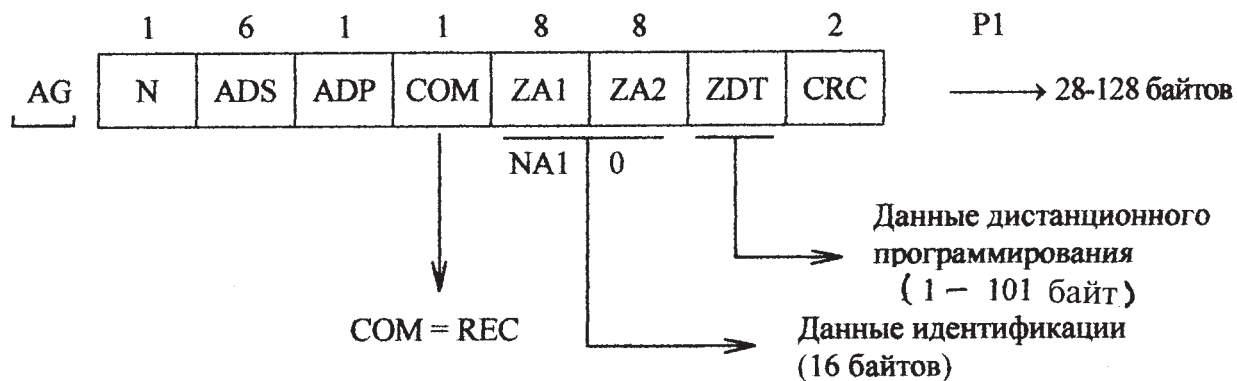 1 6 1 1 8 8 2 P1
AG N ADS ADP COM ZA1 ZA2 ZDT CRC 28-128 байтов
NA1 0
Данные дистанционного
программирования
(1 – 101 байт)
COM = REC
Данные идентификации
(16 байтов)